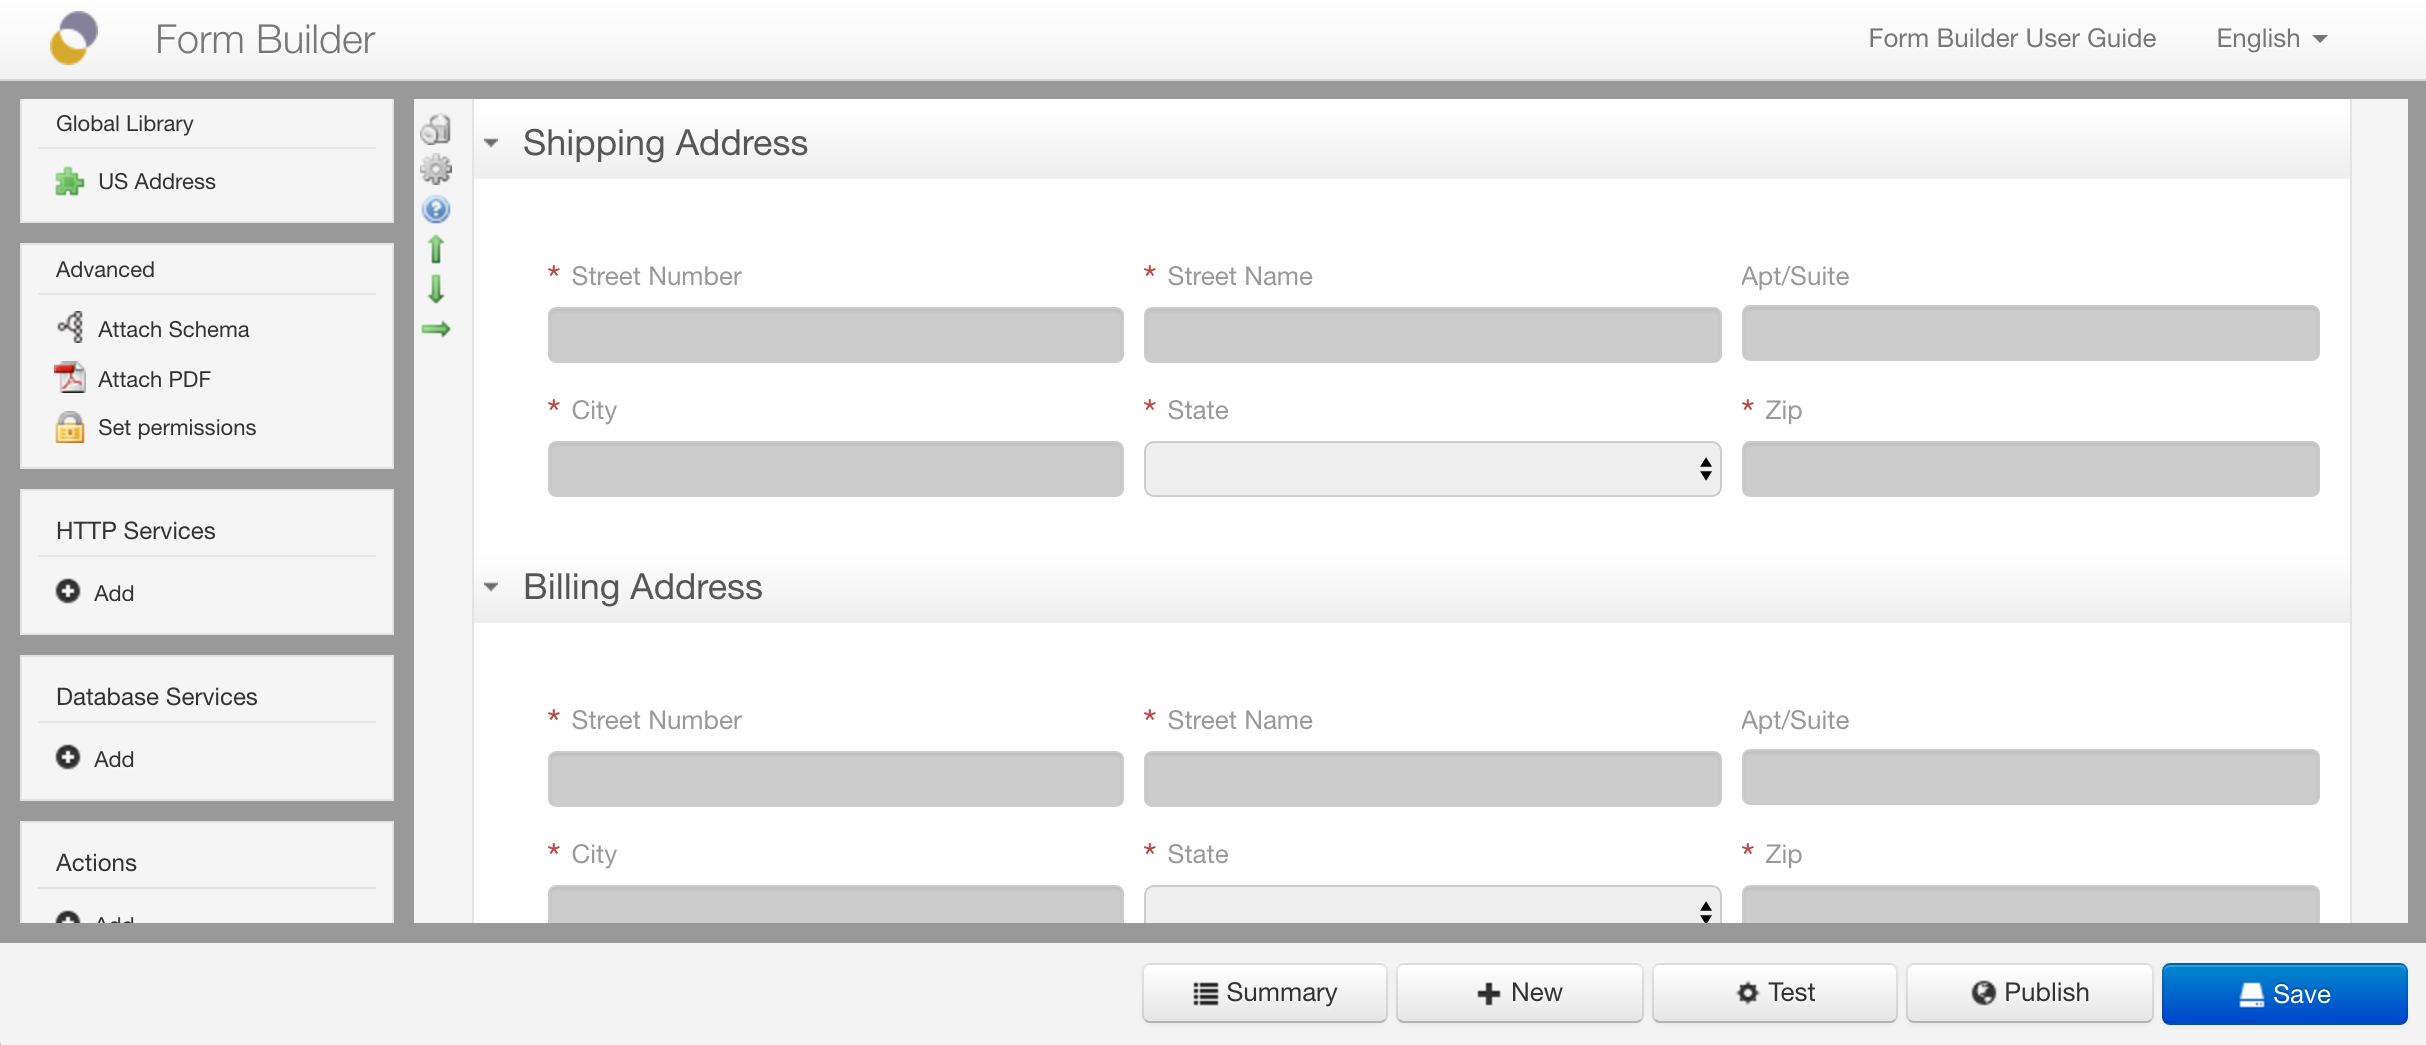 Form Builder
Form Builder User Guide
English
Global Library
US Address
Advanced
Attach Schema
Attach PDF
Set permissions
HTTP Services
Add
Database Services
Add
Actions
Add
Shipping Address
* Street Number
* Street Name
Apt/Suite
* City
* State
* Zip
Billing Address
* Street Number
* Street Name
Apt/Suite
* City
* State
* Zip
Summary
New
Test
Publish
Save